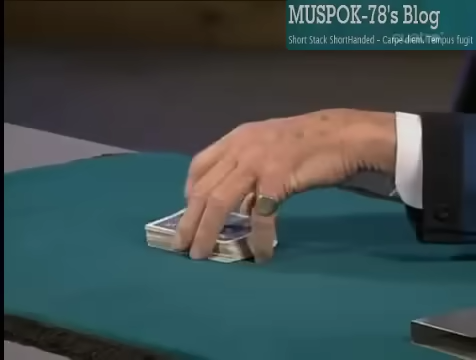 MUSPOK-78's Blog
Short Stack ShortHanded – Carpe diem, Tempus fugit